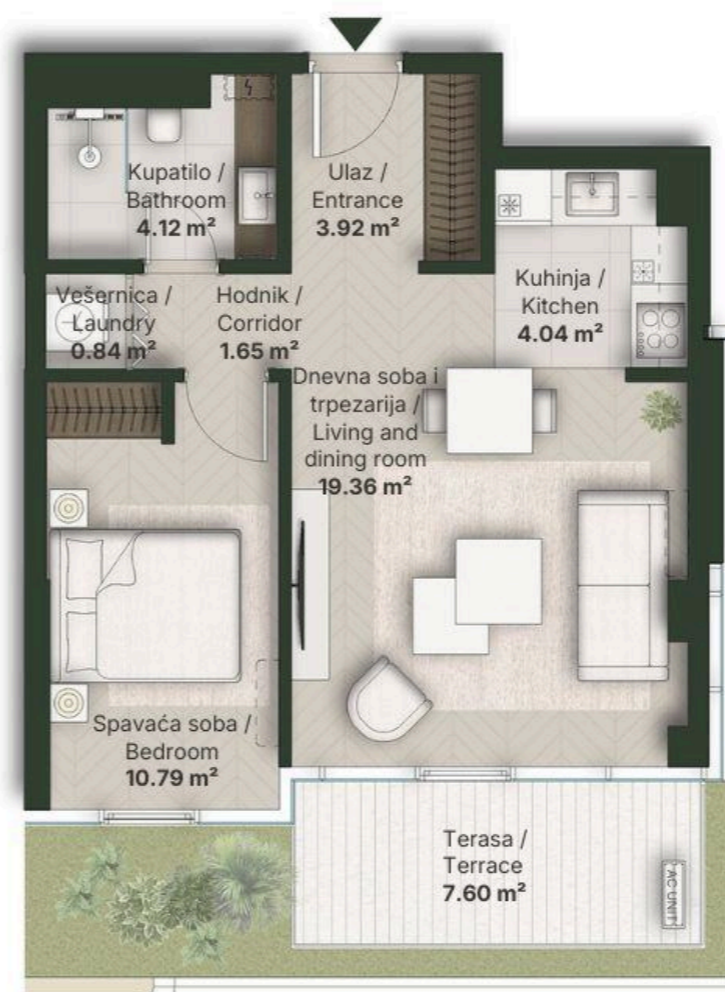 Kupatilo /
Bathroom
4.12 m²
Ulaz /
Entrance
3.92 m²
Kuhinja /
Kitchen
4.04 m²
Vešernica /
Laundry
0.84 m²
Hodnik /
Corridor
1.65 m²
Dnevna soba i
trpezarija /
Living and
dining room
19.36 m²
Spavaća soba /
Bedroom
10.79 m²
Terasa /
Terrace
7.60 m²
AC UNIT